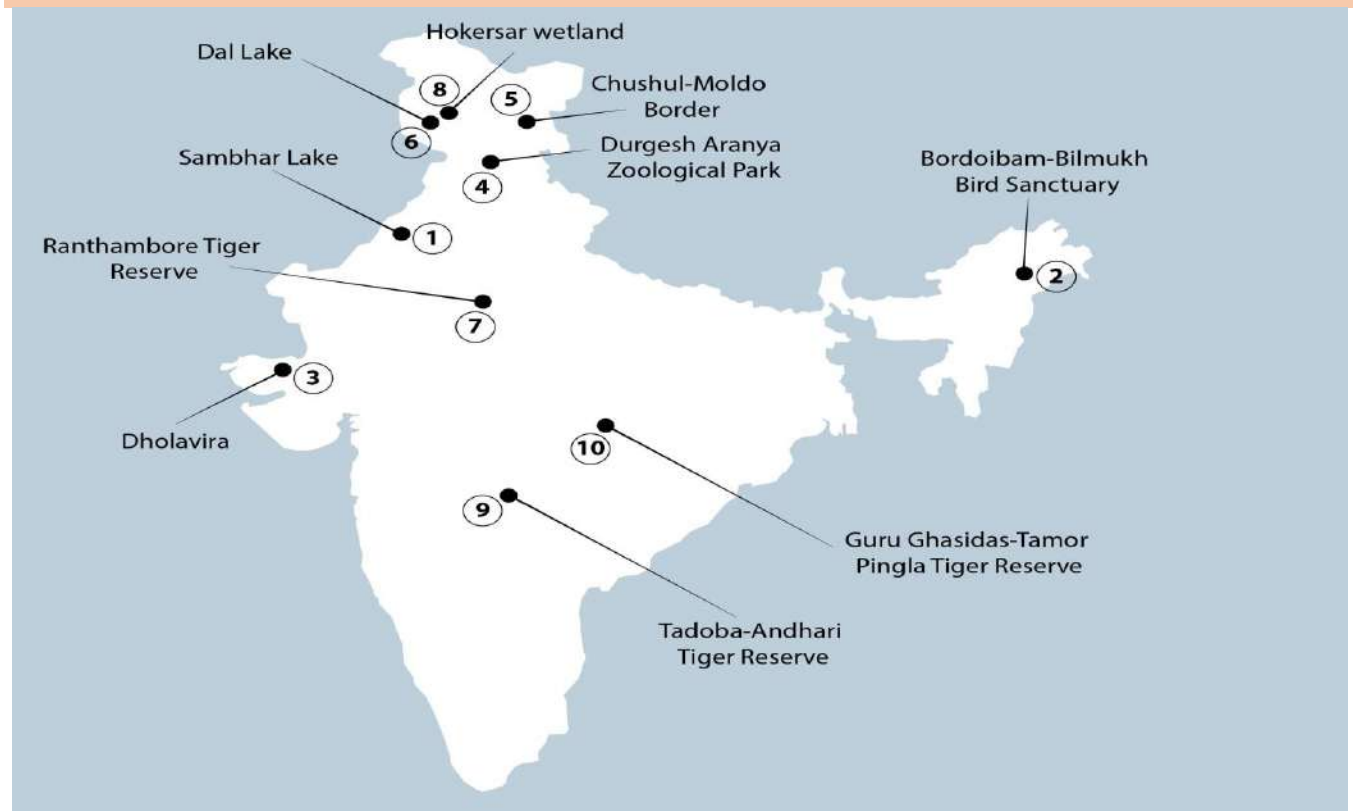 Hokersar wetland
Dal Lake
8
5
Chushul-Moldo
Border
6
Sambhar Lake
Durgesh Aranya
Zoological Park
4
Bordoibam-Bilmukh
Bird Sanctuary
1
Ranthambore Tiger
Reserve
2
7
3
Dholavira
10
9
Guru Ghasidas-Tamor
Pingla Tiger Reserve
Tadoba-Andhari
Tiger Reserve